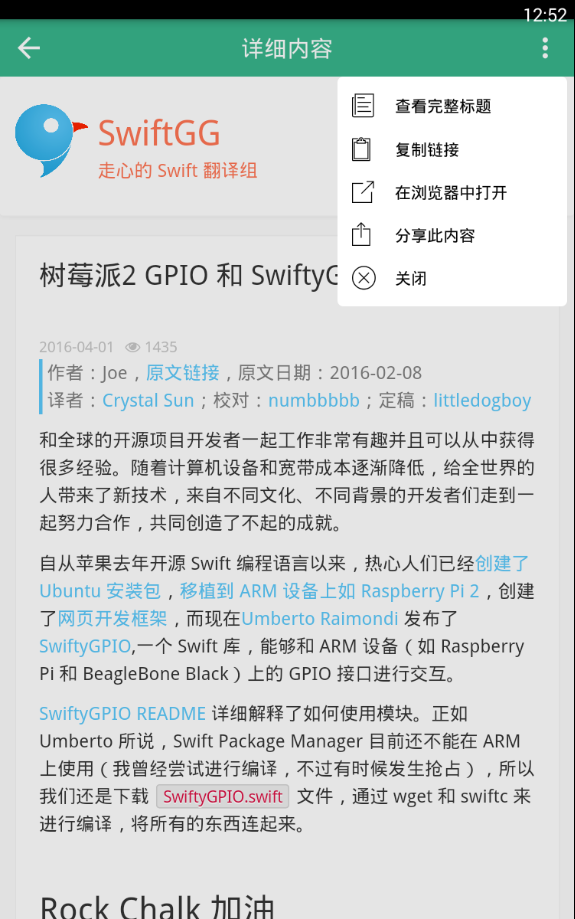 12:52
详细内容
查看完整标题
复制链接
在浏览器中打开
分享此内容
关闭
SwiftGG
走心的 Swift 翻译组
树莓派2 GPIO 和 SwiftyG
2016-04-01 1435
作者：Joe，原文链接，原文日期：2016-02-08
译者：Crystal Sun；校对：numbbbbb；定稿：littledogboy
和全球的开源项目开发者一起工作非常有趣并且可以从中获得
很多经验。随着计算机设备和宽带成本逐渐降低，给全世界的
人带来了新技术，来自不同文化、不同背景的开发者们走到一
起努力合作，共同创造了不起的成就。
自从苹果去年开源 Swift 编程语言以来，热心人们已经创建了
Ubuntu 安装包，移植到 ARM 设备上如 Raspberry Pi 2，创建
了网页开发框架，而现在Umberto Raimondi 发布了
SwiftyGPIO,一个 Swift 库，能够和 ARM 设备（如 Raspberry
Pi 和 BeagleBone Black）上的 GPIO 接口进行交互。
SwiftyGPIO README 详细解释了如何使用模块。正如
Umberto 所说，Swift Package Manager 目前还不能在 ARM
上使用（我曾经尝试进行编译，不过有时候发生抢占），所以
我们还是下载 SwiftyGPIO.swift 文件，通过 wget 和 swiftc 来
进行编译，将所有的东西连起来。
Rock Chalk 加油